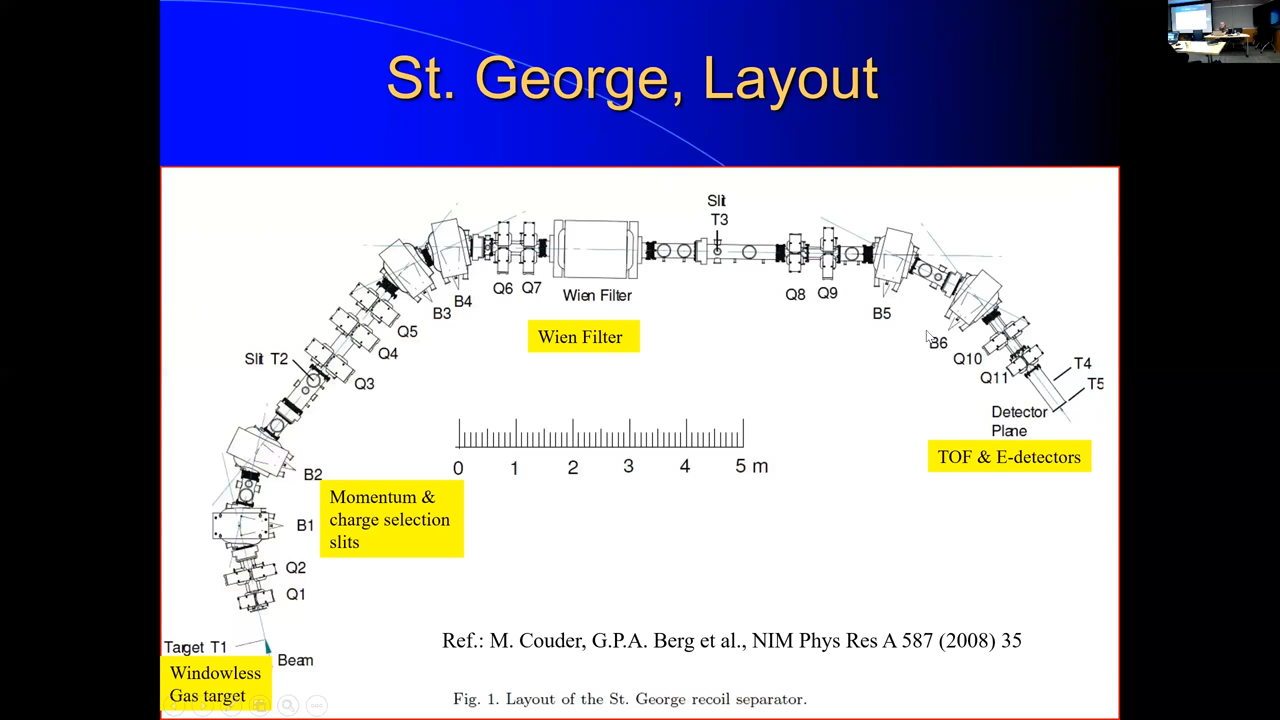 St. George, Layout
Slit
T3
Q6 Q7
Wien Filter
Q8 Q9
B3 B4
B5
Wien Filter
Q5
Q4
Slit T2
Q3
B6
Q10
Q11
T4
T5
Detector
Plane
TOF & E-detectors
0 1 2 3 4 5 m
B2
Momentum &
charge selection
slits
B1
Q2
Q1
Target T1
Beam
Windowless
Gas target
Ref.: M. Couder, G.P.A. Berg et al., NIM Phys Res A 587 (2008) 35
Fig. 1. Layout of the St. George recoil separator.